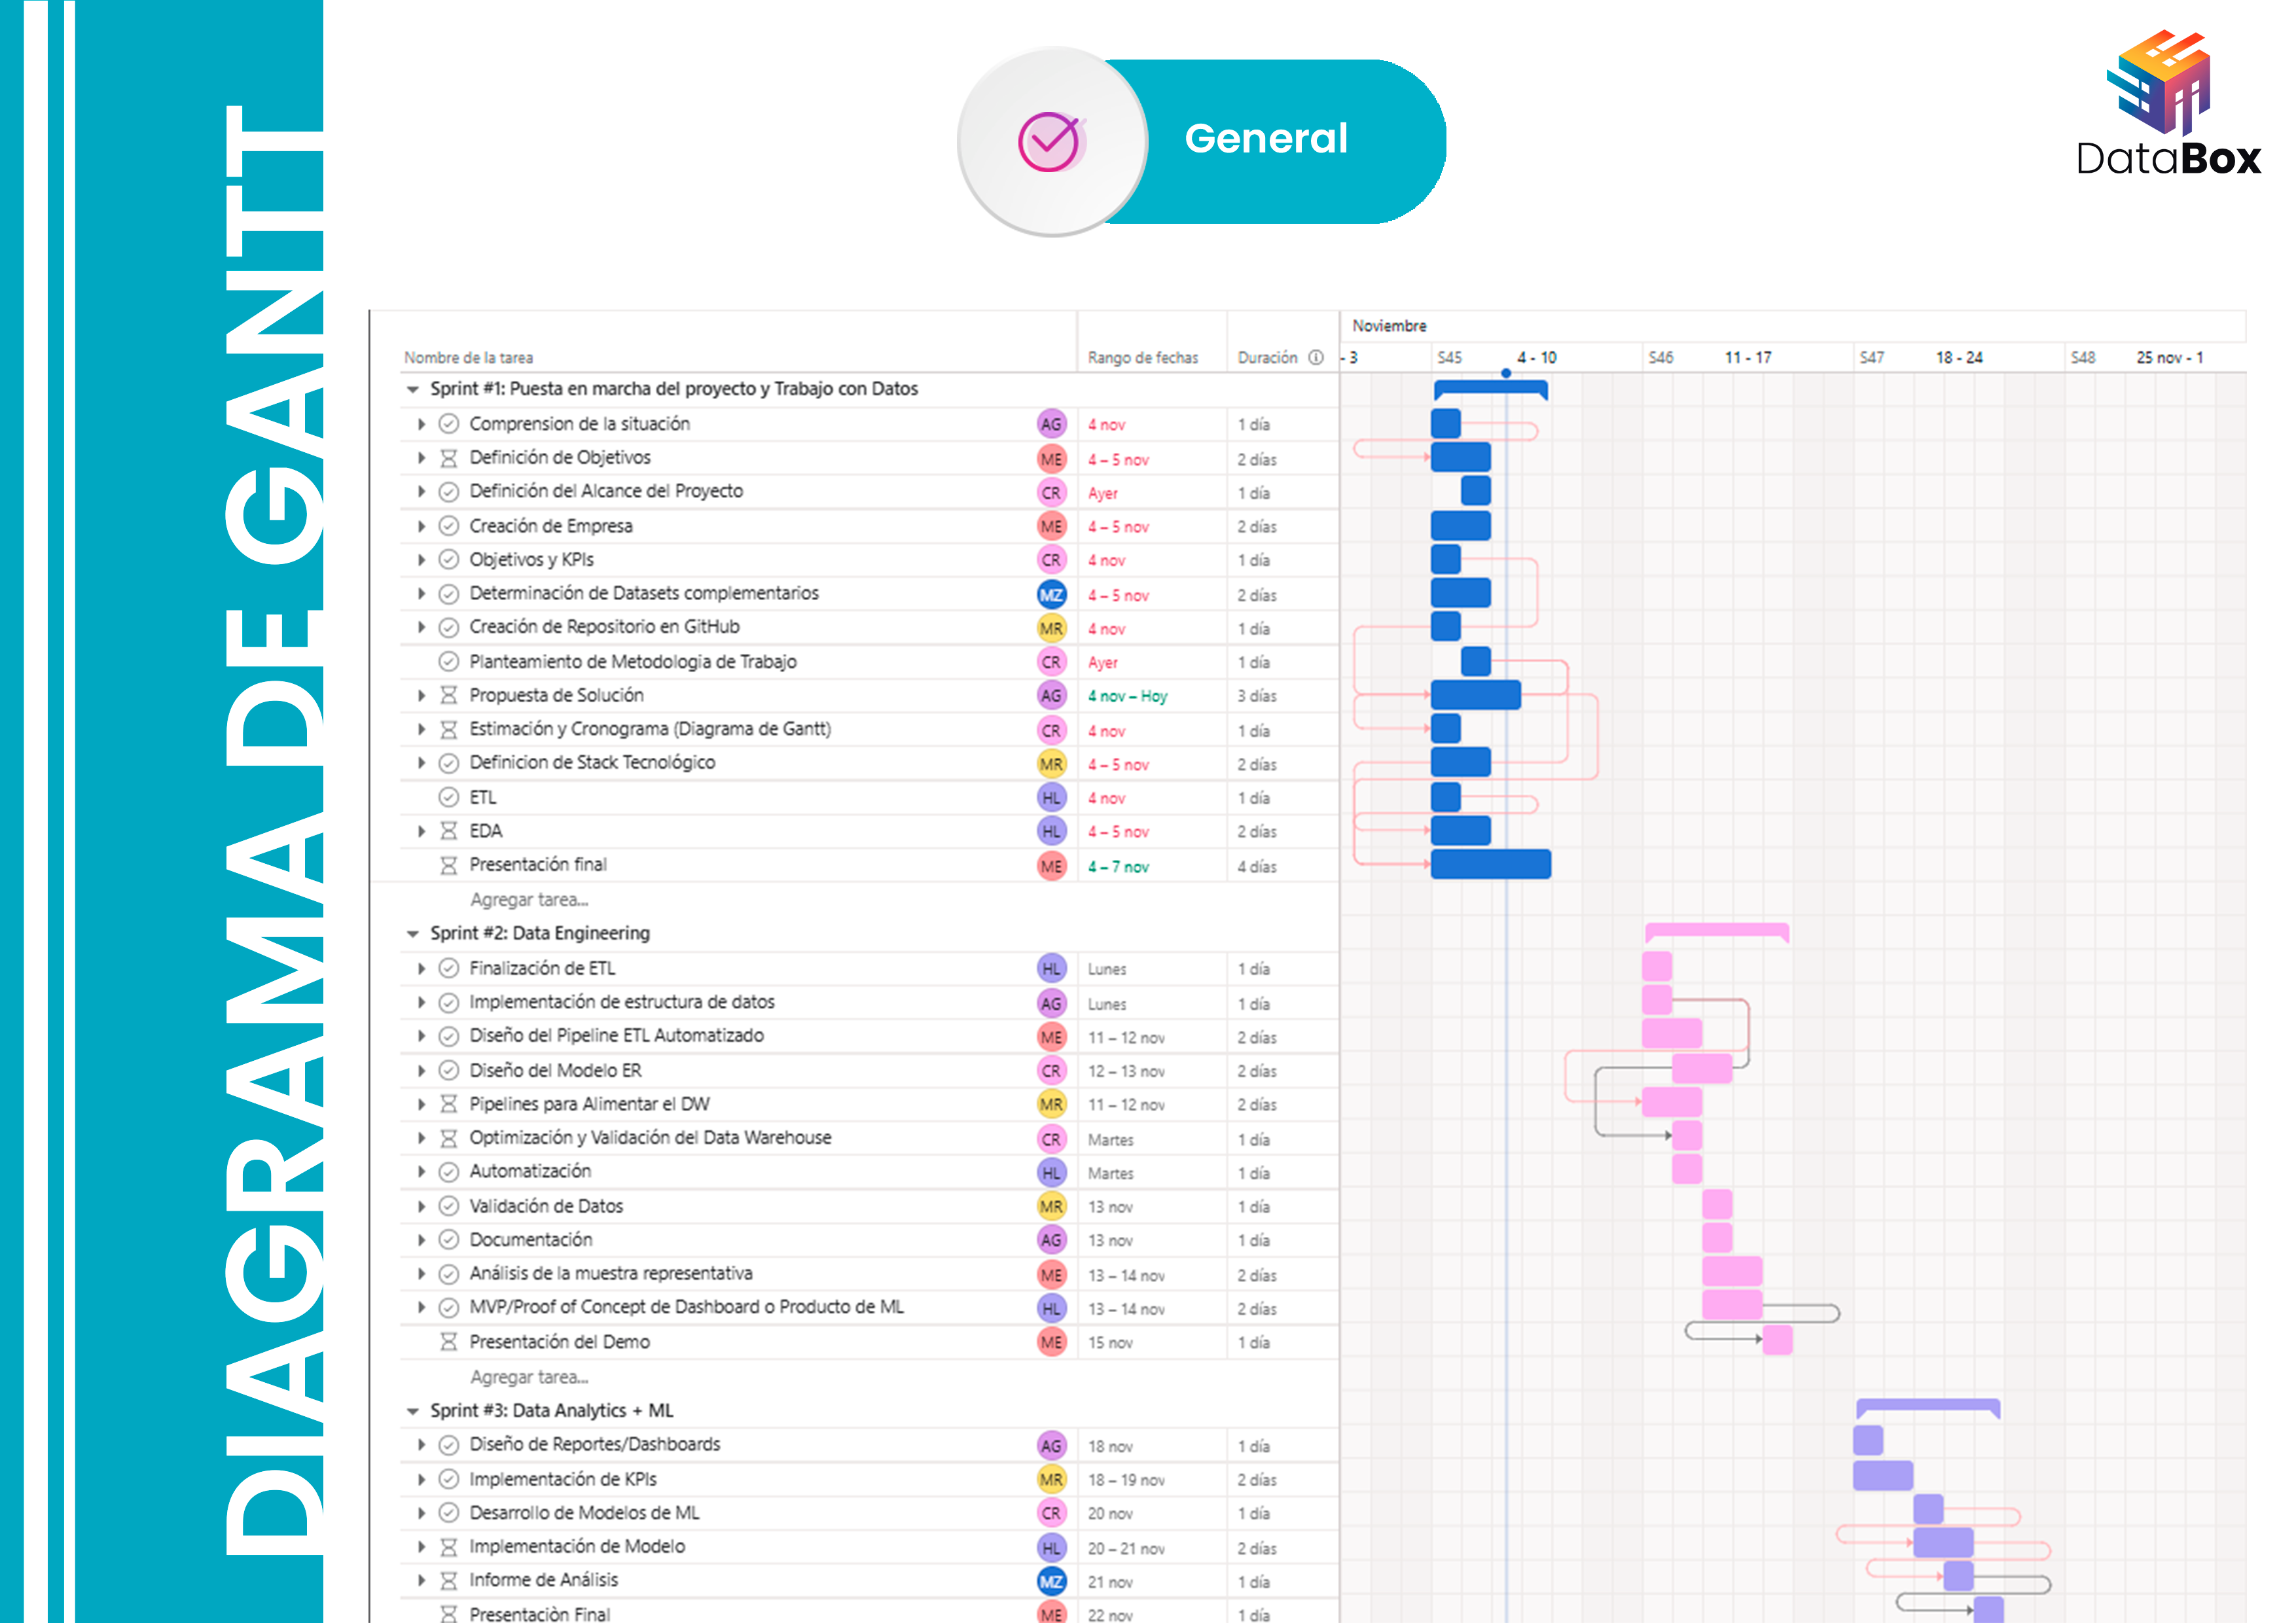 DIAGRAMA DE GANTT
General
DataBox
Noviembre
Nombre de la tarea Rango de fechas Duración - 3 S45 4 - 10 S46 11 - 17 S47 18 - 24 S48 25 nov - 1
Sprint #1: Puesta en marcha del proyecto y Trabajo con Datos
Comprension de la situación AG 4 nov 1 día
Definición de Objetivos ME 4 – 5 nov 2 días
Definición del Alcance del Proyecto CR Ayer 1 día
Creación de Empresa ME 4 – 5 nov 2 días
Objetivos y KPIs CR 4 nov 1 día
Determinación de Datasets complementarios MZ 4 – 5 nov 2 días
Creación de Repositorio en GitHub MR 4 nov 1 día
Planteamiento de Metodologia de Trabajo CR Ayer 1 día
Propuesta de Solución AG 4 nov – Hoy 3 días
Estimación y Cronograma (Diagrama de Gantt) CR 4 nov 1 día
Definicion de Stack Tecnológico MR 4 – 5 nov 2 días
ETL HL 4 nov 1 día
EDA HL 4 – 5 nov 2 días
Presentación final ME 4 – 7 nov 4 días
Agregar tarea...
Sprint #2: Data Engineering
Finalización de ETL HL Lunes 1 día
Implementación de estructura de datos AG Lunes 1 día
Diseño del Pipeline ETL Automatizado ME 11 – 12 nov 2 días
Diseño del Modelo ER CR 12 – 13 nov 2 días
Pipelines para Alimentar el DW MR 11 – 12 nov 2 días
Optimización y Validación del Data Warehouse CR Martes 1 día
Automatización HL Martes 1 día
Validación de Datos MR 13 nov 1 día
Documentación AG 13 nov 1 día
Análisis de la muestra representativa ME 13 – 14 nov 2 días
MVP/Proof of Concept de Dashboard o Producto de ML HL 13 – 14 nov 2 días
Presentación del Demo ME 15 nov 1 día
Agregar tarea...
Sprint #3: Data Analytics + ML
Diseño de Reportes/Dashboards AG 18 nov 1 día
Implementación de KPIs MR 18 – 19 nov 2 días
Desarrollo de Modelos de ML CR 20 nov 1 día
Implementación de Modelo HL 20 – 21 nov 2 días
Informe de Análisis MZ 21 nov 1 día
Presentaciòn Final ME 22 nov 1 día